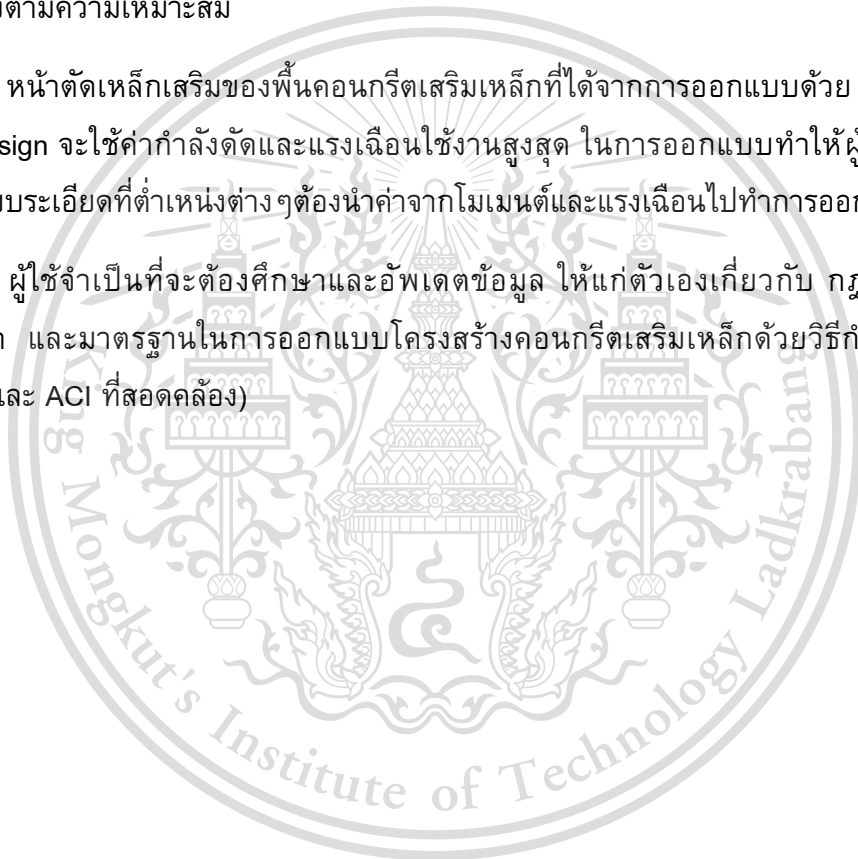 งตามความเหมาะสม
หน้าตัดเหล็กเสริมของพื้นคอนกรีตเสริมเหล็กที่ได้จากการออกแบบด้วย
sign จะใช้ค่ากำลังดัดและแรงเฉือนใช้งานสูงสุด ในการออกแบบทำให้ผู้
บระเอียดที่ตำเหน่งต่างๆต้องนำค่าจากโมเมนต์และแรงเฉือนไปทำการออก
ผู้ใช้จำเป็นที่จะต้องศึกษาและอัพเดตข้อมูล ให้แก่ตัวเองเกี่ยวกับ กฎ
และมาตรฐานในการออกแบบโครงสร้างคอนกรีตเสริมเหล็กด้วยวิธีกำ
และ ACI ที่สอดคล้อง)
King Mongkut's Institute of Technology Ladkrabang